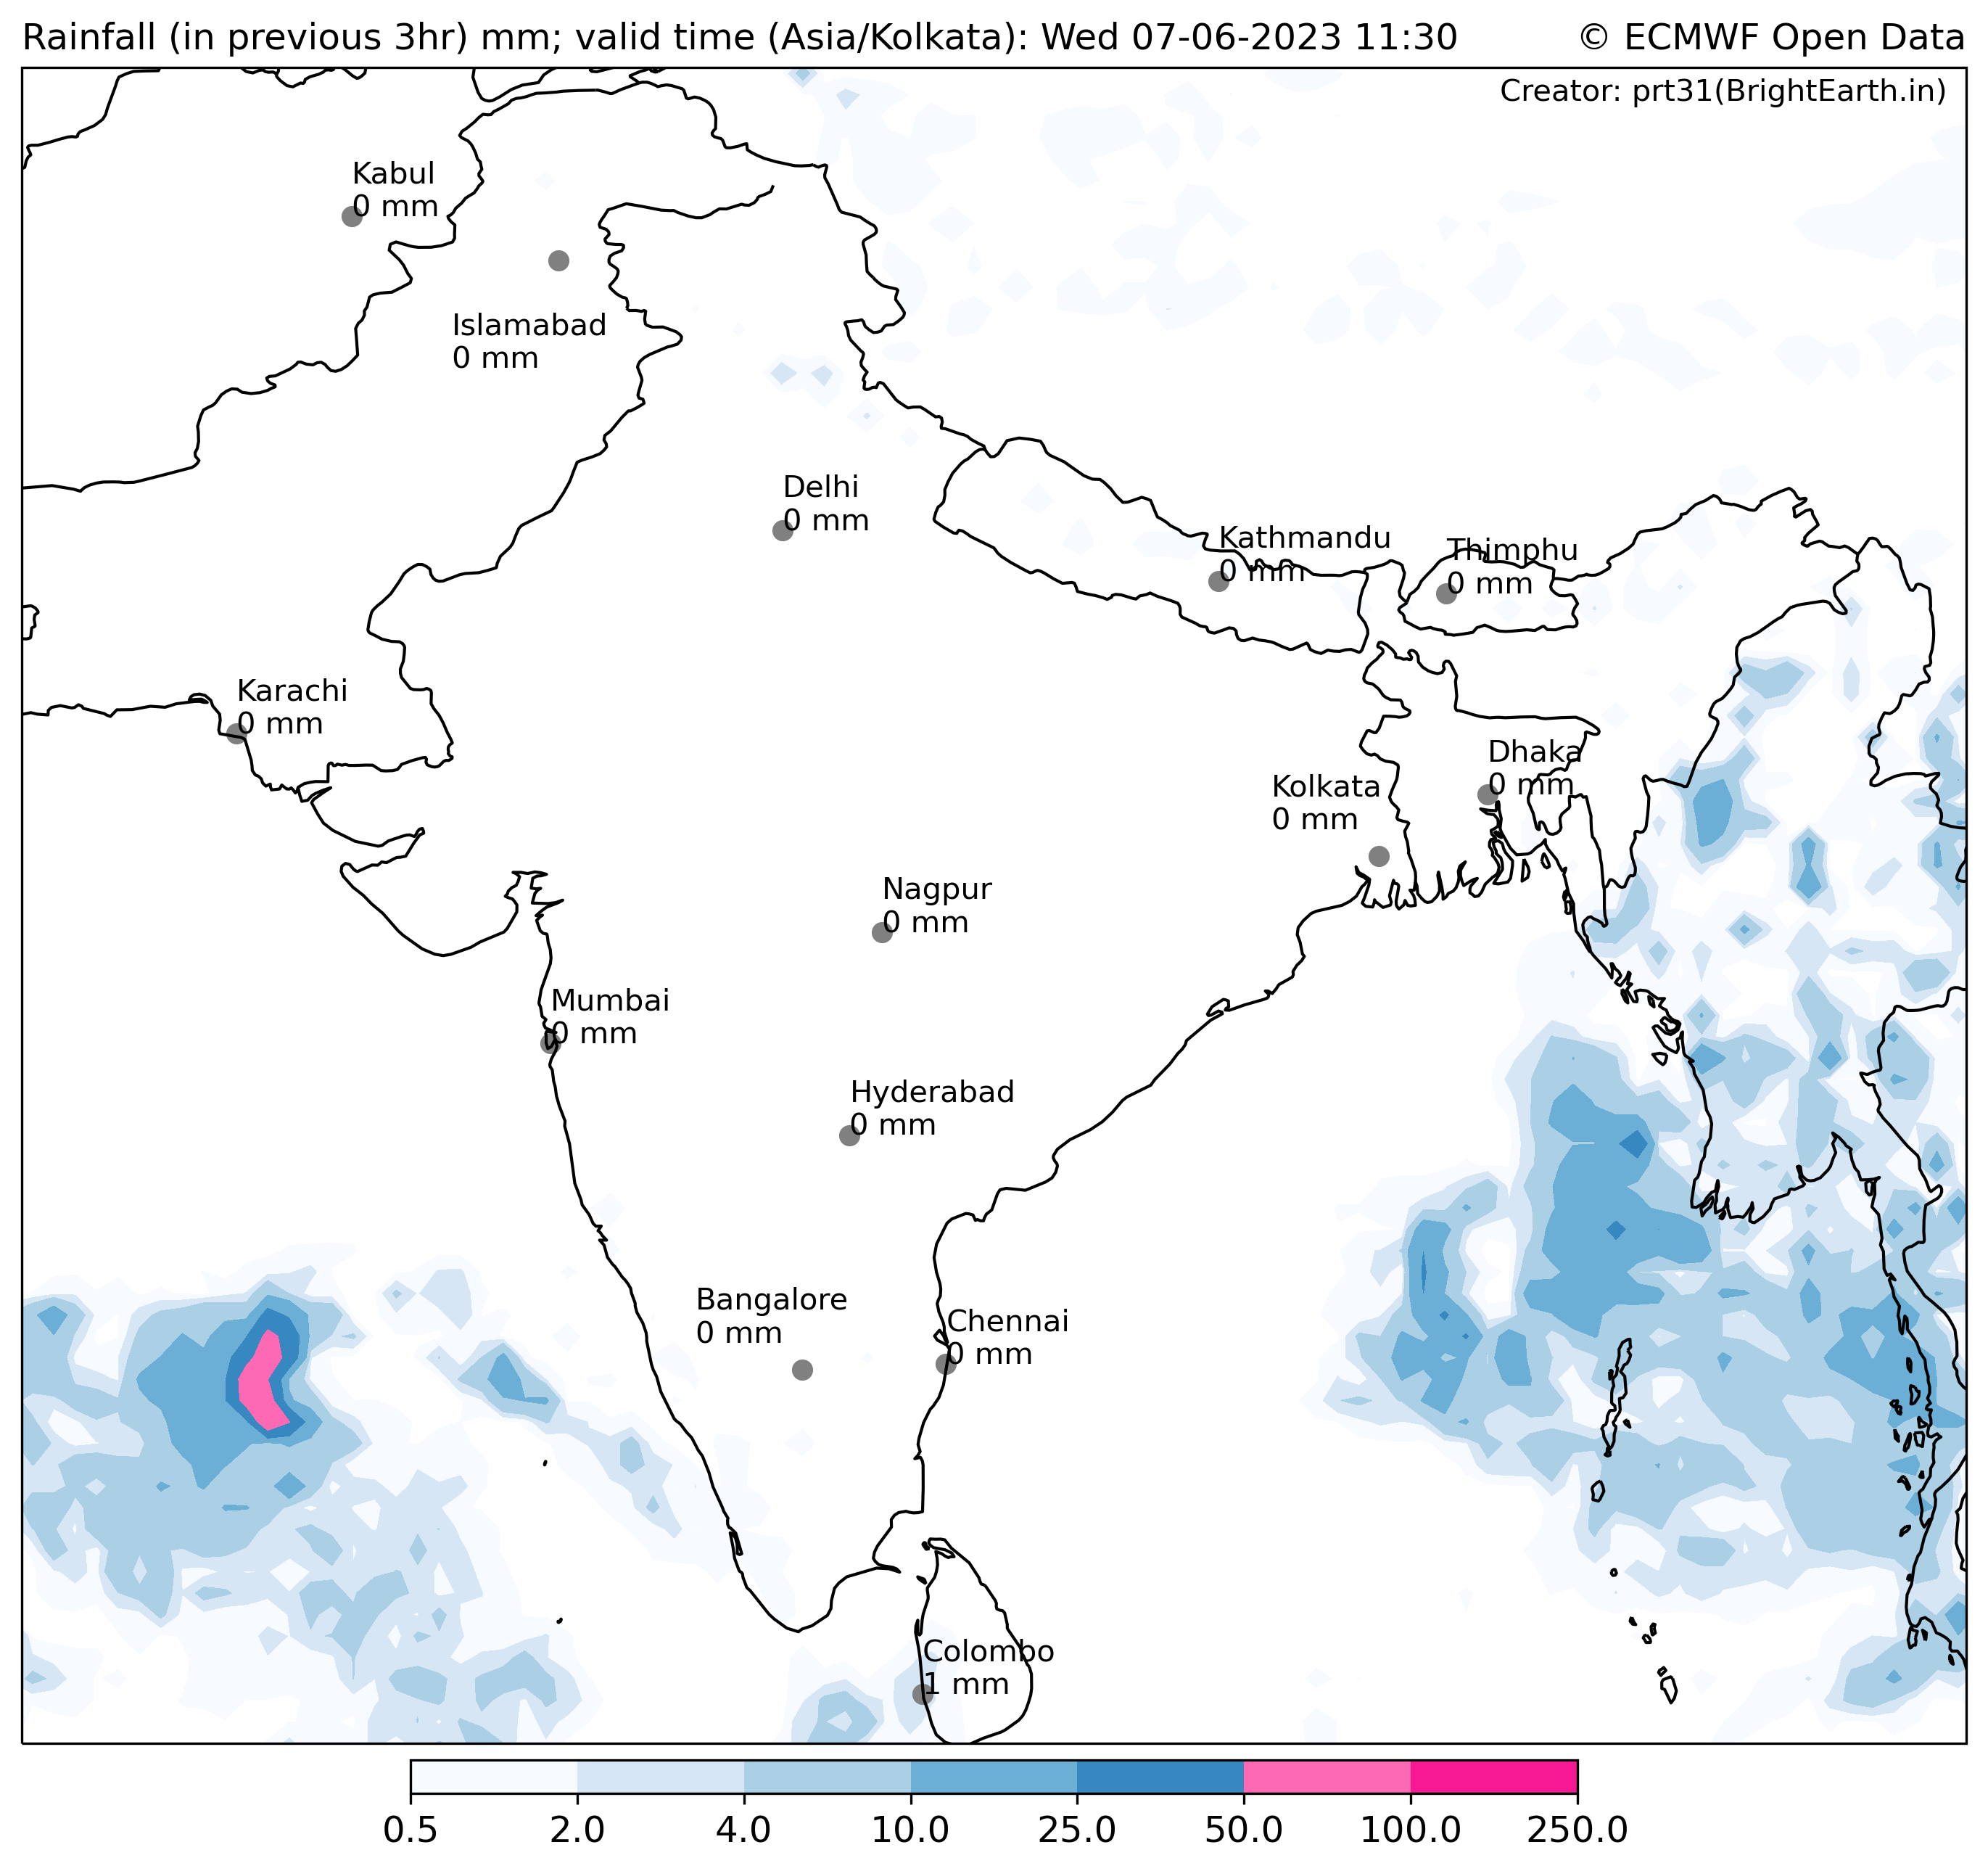 Rainfall (in previous 3hr) mm; valid time (Asia/Kolkata): Wed 07-06-2023 11:30
© ECMWF Open Data
Creator: prt31(BrightEarth.in)
Kabul
0 mm
Islamabad
0 mm
Delhi
0 mm
Kathmandu
0 mm
Thimphu
0 mm
Karachi
0 mm
Dhaka
0 mm
Kolkata
0 mm
Nagpur
0 mm
Mumbai
0 mm
Hyderabad
0 mm
Bangalore
0 mm
Chennai
0 mm
Colombo
1 mm
0.5 2.0 4.0 10.0 25.0 50.0 100.0 250.0